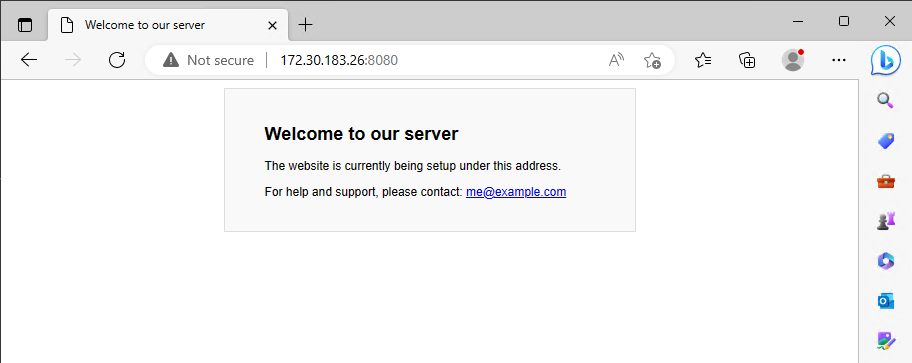 Welcome to our server
Not secure 172.30.183.26:8080
Welcome to our server
The website is currently being setup under this address.
For help and support, please contact: me@example.com